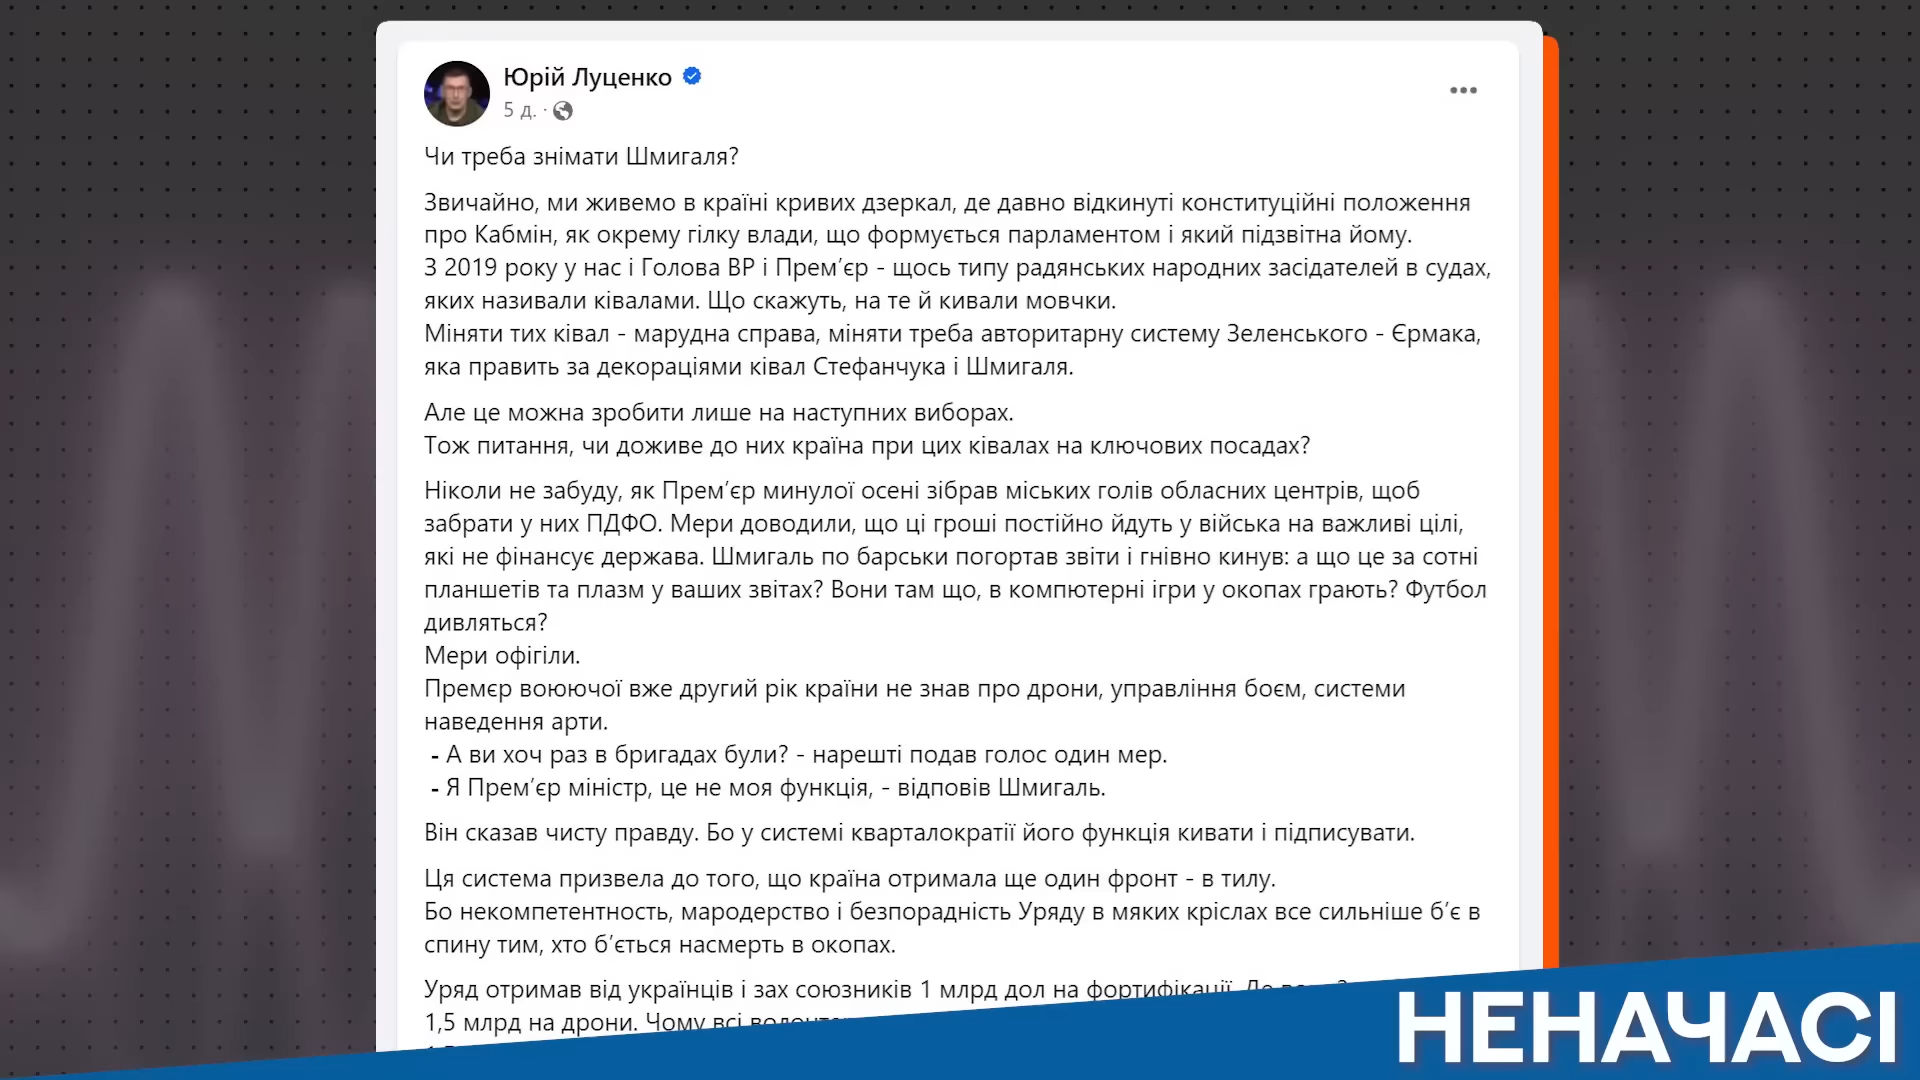 Юрій Луценко
5 д. ·
Чи треба знімати Шмигаля?
Звичайно, ми живемо в країні кривих дзеркал, де давно відкинуті конституційні положення
про Кабмін, як окрему гілку влади, що формується парламентом і який підзвітна йому.
З 2019 року у нас і Голова ВР і Прем’єр - щось типу радянських народних засідателей в судах,
яких називали ківалами. Що скажуть, на те й кивали мовчки.
Міняти тих ківал - марудна справа, міняти треба авторитарну систему Зеленського - Єрмака,
яка править за декораціями ківал Стефанчука і Шмигаля.
Але це можна зробити лише на наступних виборах.
Тож питання, чи доживе до них країна при цих ківалах на ключових посадах?
Ніколи не забуду, як Прем’єр минулої осені зібрав міських голів обласних центрів, щоб
забрати у них ПДФО. Мери доводили, що ці гроші постійно йдуть у війська на важливі цілі,
які не фінансує держава. Шмигаль по барськи погортав звіти і гнівно кинув: а що це за сотні
планшетів та плазм у ваших звітах? Вони там що, в компютерні ігри у окопах грають? Футбол
дивляться?
Мери офігіли.
Премєр воюючої вже другий рік країни не знав про дрони, управління боєм, системи
наведення арти.
- А ви хоч раз в бригадах були? - нарешті подав голос один мер.
- Я Прем’єр міністр, це не моя функція, - відповів Шмигаль.
Він сказав чисту правду. Бо у системі кварталократії його функція кивати і підписувати.
Ця система призвела до того, що країна отримала ще один фронт - в тилу.
Бо некомпетентность, мародерство і безпорадність Уряду в мяких кріслах все сильніше б’є в
спину тим, хто б’ється насмерть в окопах.
Уряд отримав від українців і зах союзників 1 млрд дол на фортифікації.
1,5 млрд на дрони. Чому всі
НЕНАЧАСІ